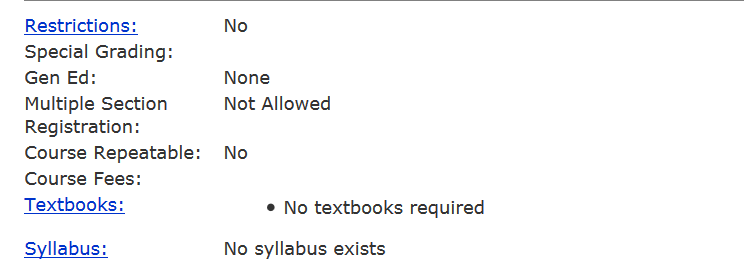 Restrictions: No
Special Grading:
Gen Ed: None
Multiple Section Not Allowed
Registration:
Course Repeatable: No
Course Fees:
Textbooks: • No textbooks required
Syllabus: No syllabus exists